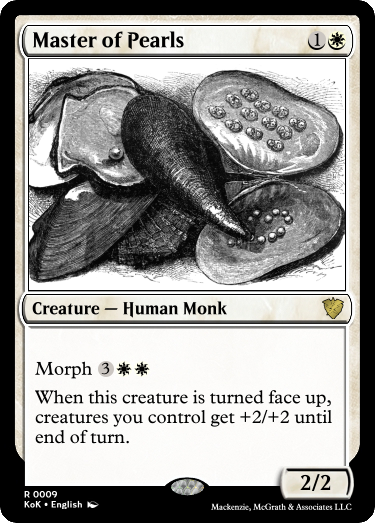 Master of Pearls 1
Creature — Human Monk
Morph 3
When this creature is turned face up,
creatures you control get +2/+2 until
end of turn.
2/2
R 0009
KoK • English
Mackenzie, McGrath & Associates LLC